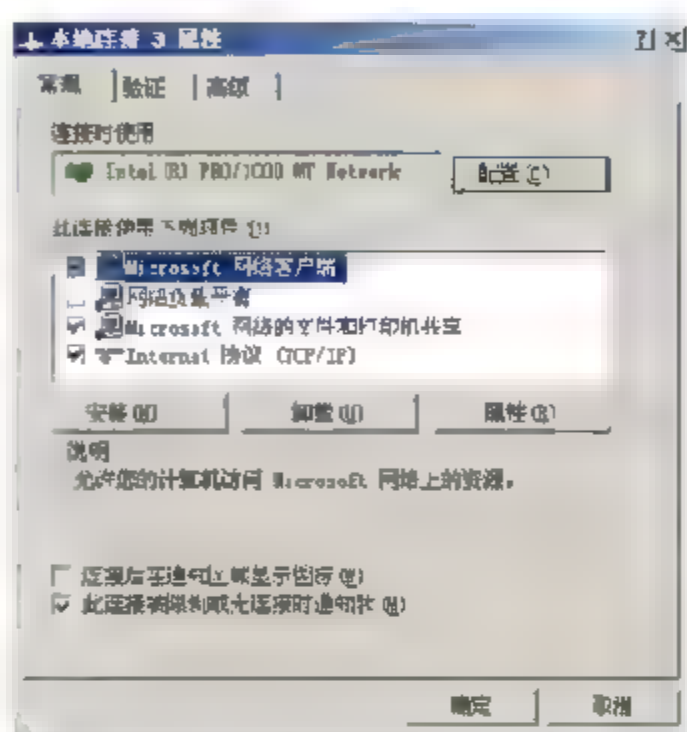 本地连接 3 属性
常规 验证 高级
连接时使用
Intel(R) PRO/1000 MT Network 配置(C)
此连接使用下列项目(O)
Microsoft 网络客户端
网络负载平衡
Microsoft 网络的文件和打印机共享
Internet 协议 (TCP/IP)
安装(N) 卸载(U) 属性(R)
说明
允许您的计算机访问 Microsoft 网络上的资源。
连接后在通知区域显示图标(W)
此连接被限制或无连接时通知我(M)
确定 取消